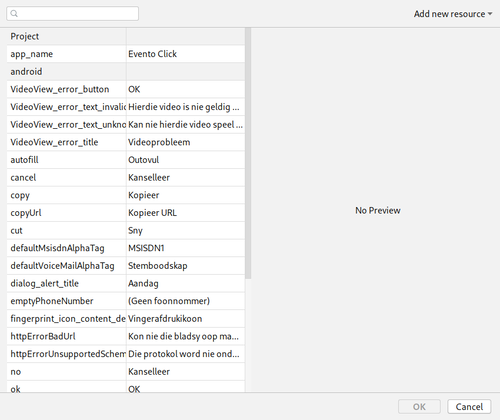 Add new resource
Project
app_name Evento Click
android
VideoView_error_button OK
VideoView_error_text_invalid Hierdie video is nie geldig ...
VideoView_error_text_unkno Kan nie hierdie video speel ...
VideoView_error_title Videoprobleem
autofill Outovul
cancel Kanselleer
copy Kopieer
copyUrl Kopieer URL
cut Sny
defaultMsisdnAlphaTag MSISDN1
defaultVoiceMailAlphaTag Stemboodskap
dialog_alert_title Aandag
emptyPhoneNumber (Geen foonnommer)
fingerprint_icon_content_de Vingerafdrukikoon
httpErrorBadUrl Kon nie die bladsy oop ma...
httpErrorUnsupportedSchem Die protokol word nie ond...
no Kanselleer
ok OK
No Preview
OK Cancel